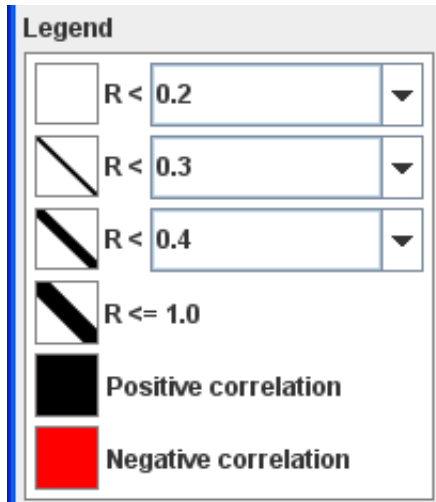 Legend
R < 0.2
R < 0.3
R < 0.4
R <= 1.0
Positive correlation
Negative correlation